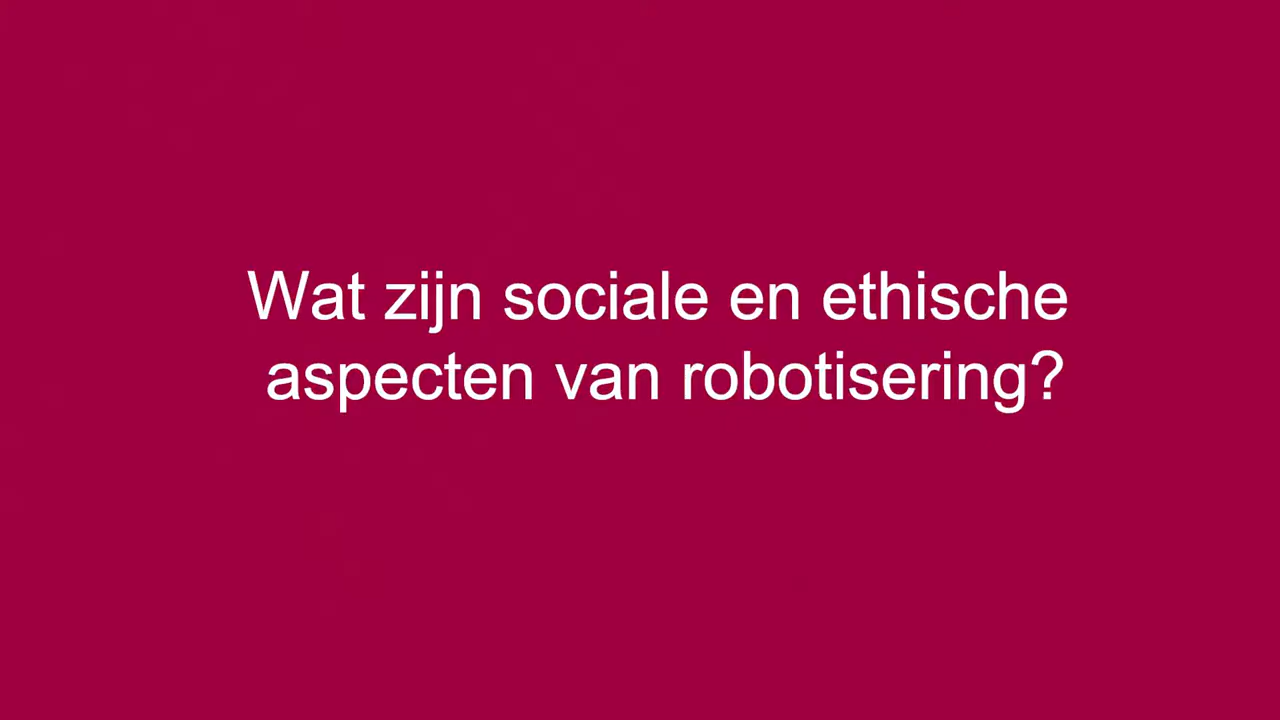 Wat zijn sociale en ethische
aspecten van robotisering?